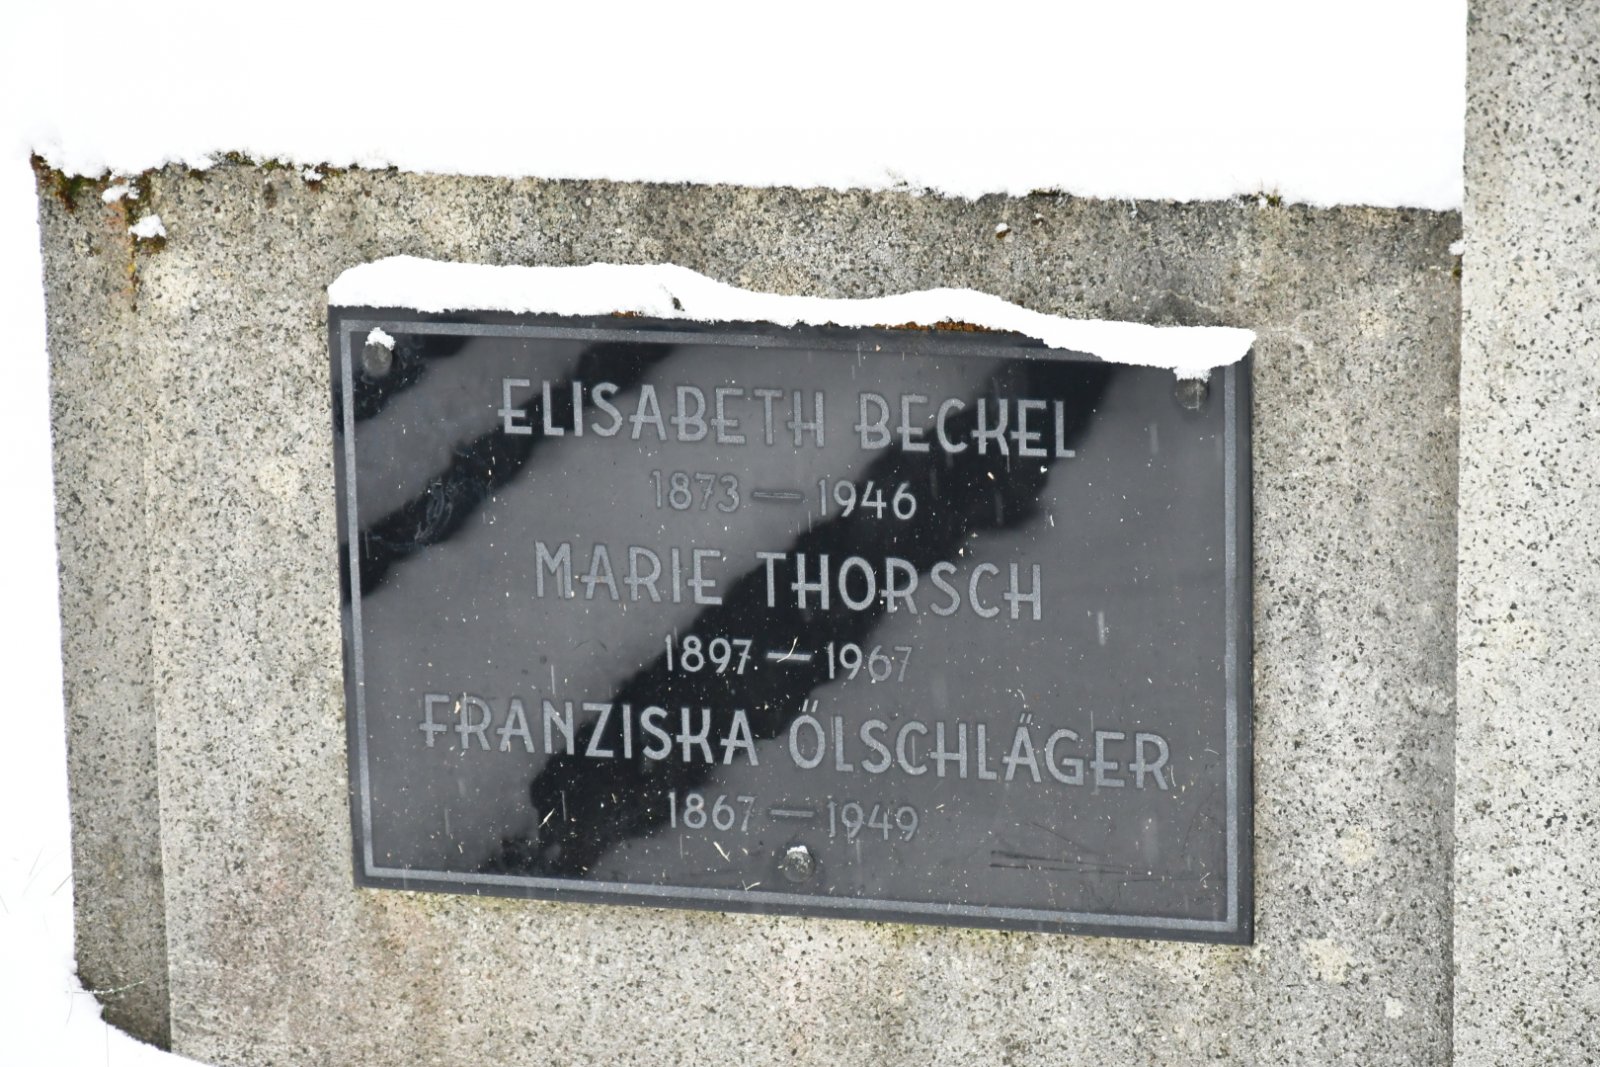 ELISABETH BECKEL
1873 — 1946
MARIE THORSCH
1897 — 1967
FRANZISKA ÖLSCHLÄGER
1867 — 1949